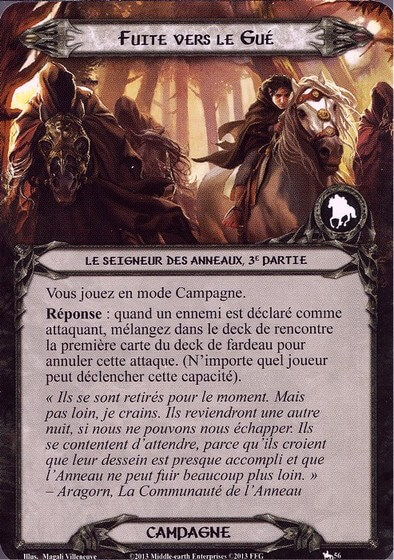 Fuite vers le Gué
Le Seigneur des Anneaux, 3e partie
Vous jouez en mode Campagne.
Réponse : quand un ennemi est déclaré comme
attaquant, mélangez dans le deck de rencontre
la première carte du deck de fardeau pour
annuler cette attaque. (N'importe quel joueur
peut déclencher cette capacité).
« Ils se sont retirés pour le moment. Mais
pas loin, je crains. Ils reviendront une autre
nuit, si nous ne pouvons nous échapper. Ils
se contentent d'attendre, parce qu'ils croient
que leur dessein est presque accompli et que
l'Anneau ne peut fuir beaucoup plus loin. »
– Aragorn, La Communauté de l'Anneau
CAMPAGNE
Illus. Magali Villeneuve ©2013 Middle-earth Enterprises ©2013 FFG 56